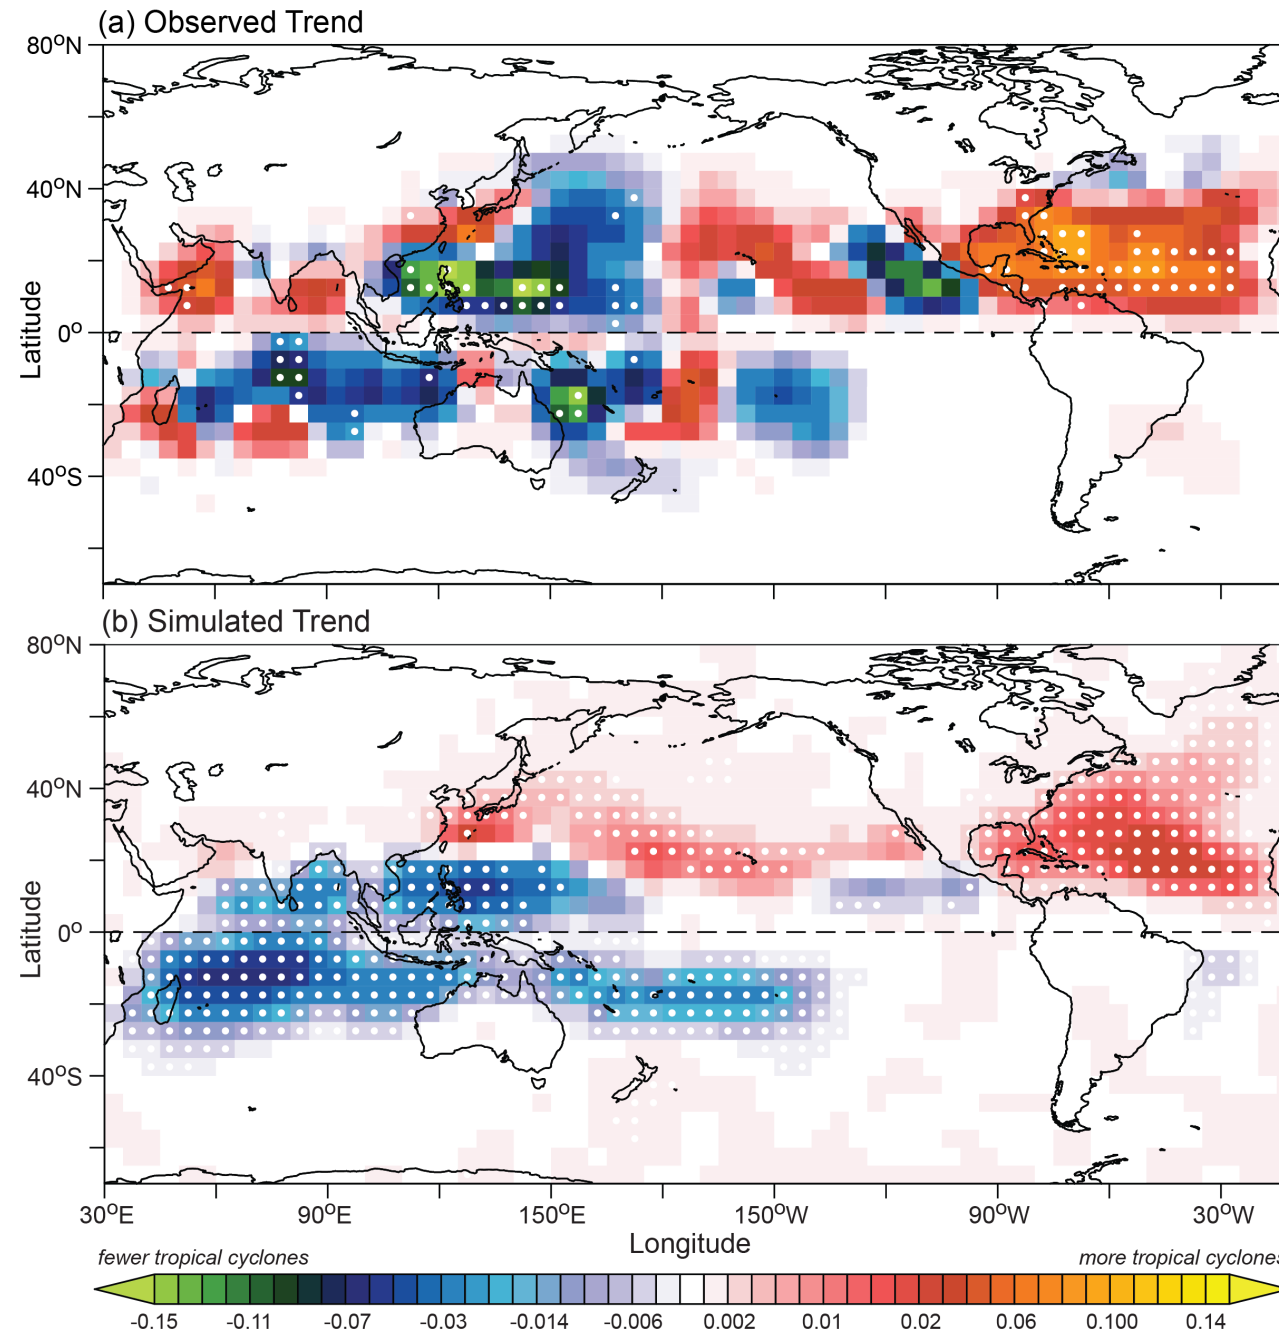 (a) Observed Trend
80°N
40°N
0°
40°S
Latitude
(b) Simulated Trend
80°N
40°N
0°
40°S
Latitude
30°E 90°E 150°E 150°W 90°W 30°W
Longitude
fewer tropical cyclones more tropical cyclones
-0.15 -0.11 -0.07 -0.03 -0.014 -0.006 0.002 0.01 0.02 0.06 0.100 0.14